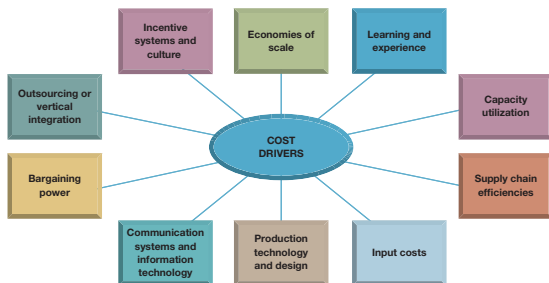 Incentive
systems and
culture
Economies of
scale
Learning and
experience
Outsourcing or
vertical
integration
Capacity
utilization
COST
DRIVERS
Bargaining
power
Supply chain
efficiencies
Communication
systems and
information
technology
Production
technology
and design
Input costs